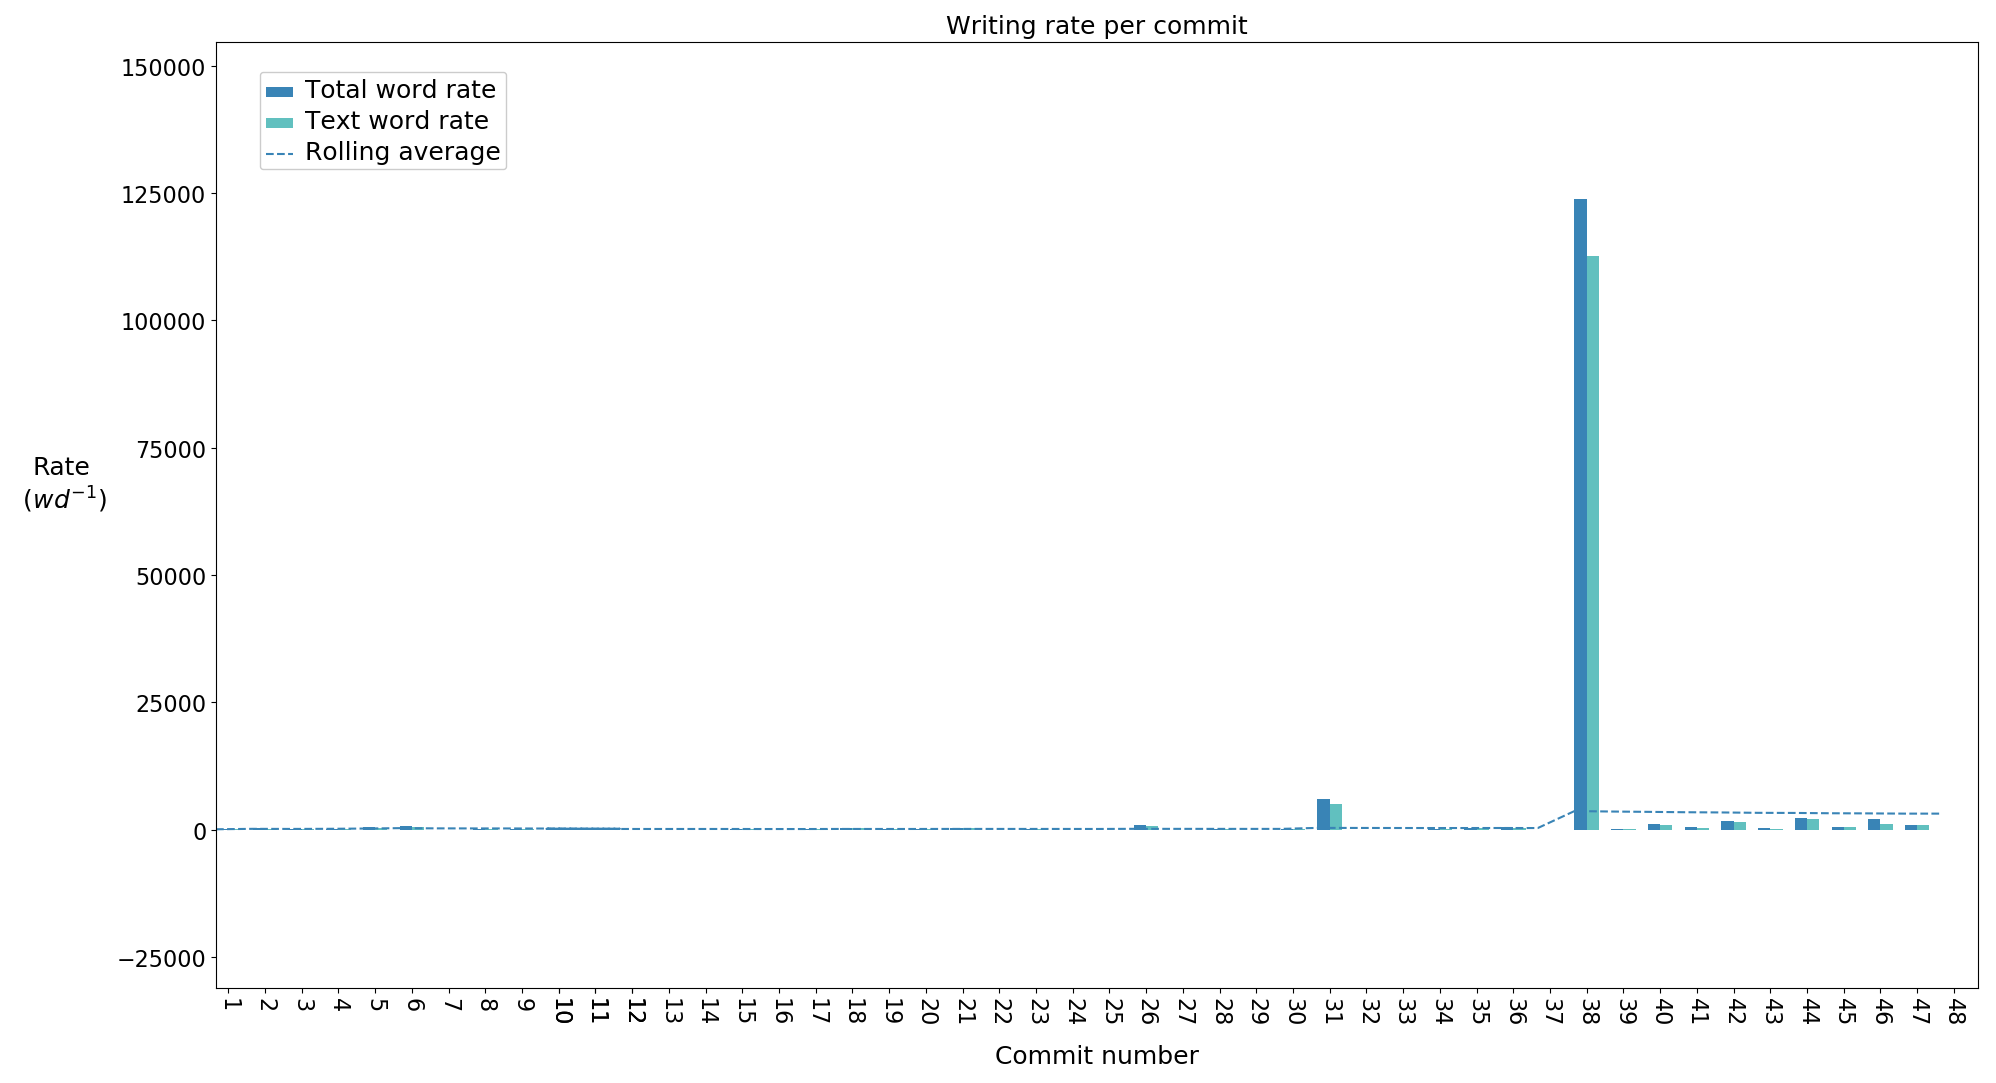 Writing rate per commit
150000
125000
100000
75000
50000
25000
0
−25000
Rate
(wd⁻¹)
Total word rate
Text word rate
Rolling average
1 2 3 4 5 6 7 8 9 10 11 12 13 14 15 16 17 18 19 20 21 22 23 24 25 26 27 28 29 30 31 32 33 34 35 36 37 38 39 40 41 42 43 44 45 46 47 48
Commit number